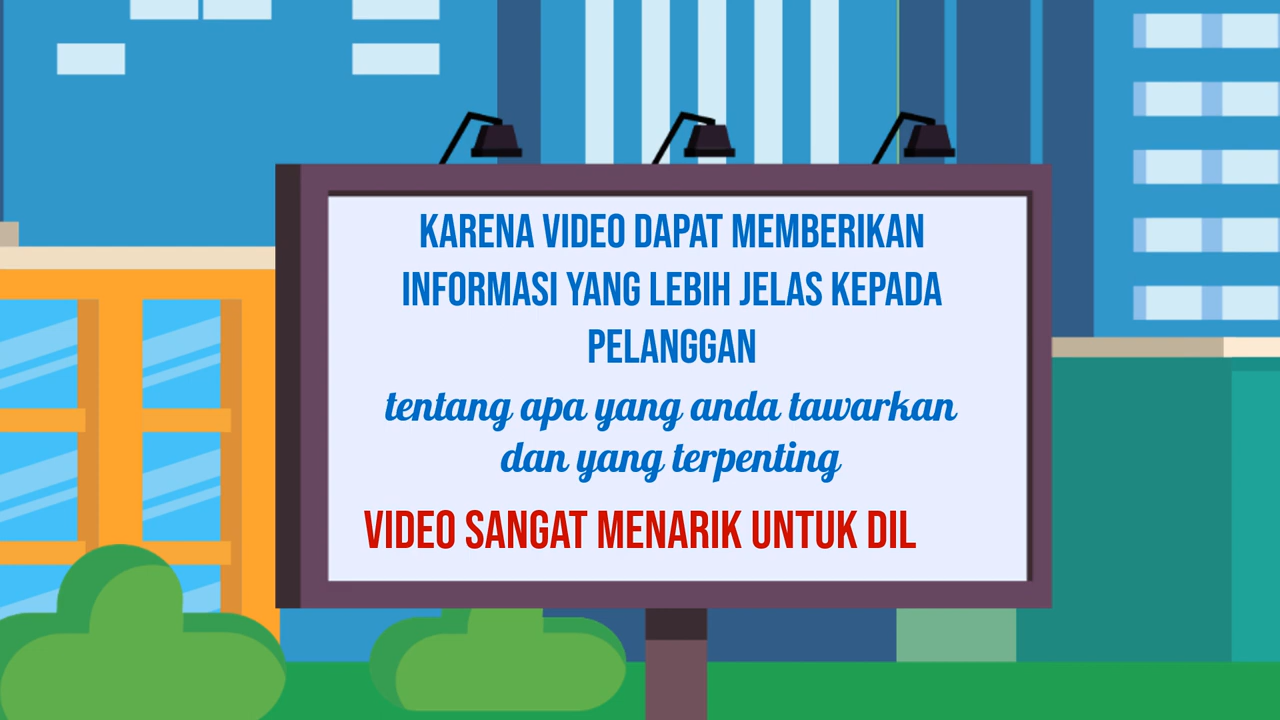 KARENA VIDEO DAPAT MEMBERIKAN
INFORMASI YANG LEBIH JELAS KEPADA
PELANGGAN
tentang apa yang anda tawarkan
dan yang terpenting
VIDEO SANGAT MENARIK UNTUK DIL